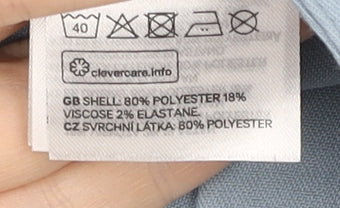 40
clevercare.info
GB SHELL: 80% POLYESTER 18%
VISCOSE 2% ELASTANE.
CZ SVRCHNÍ LÁTKA: 80% POLYESTER